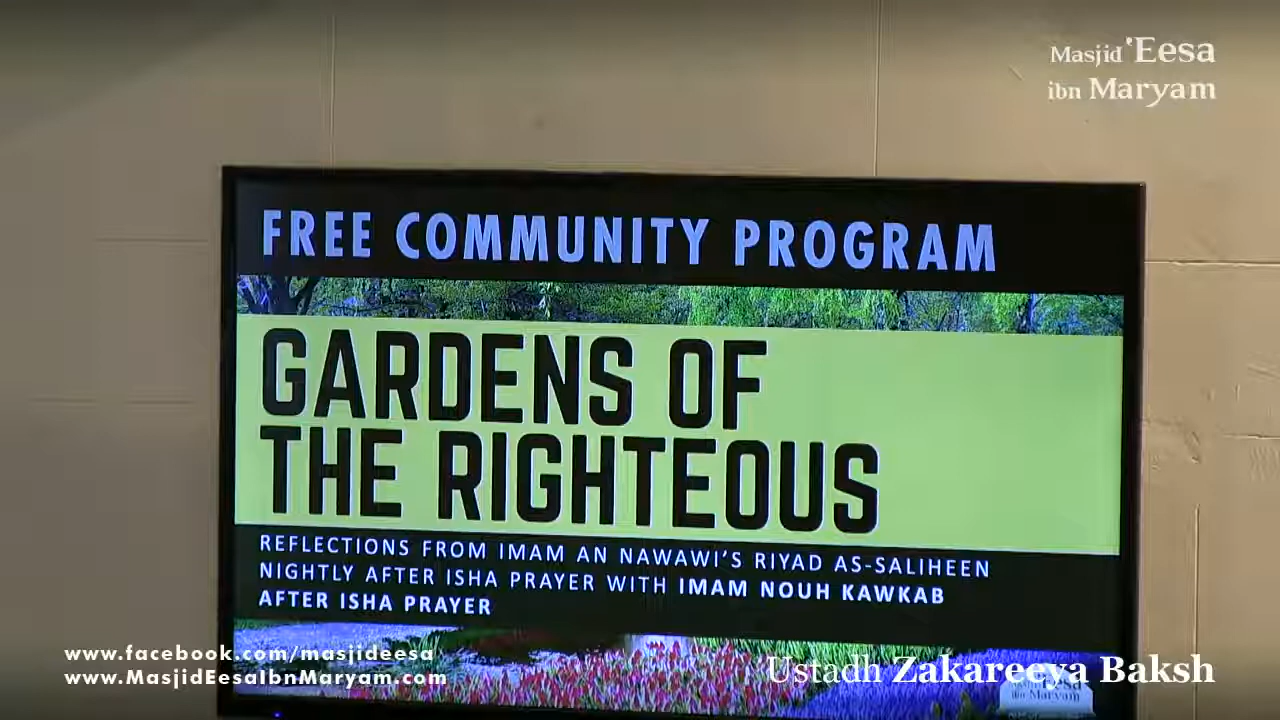 Masjid 'Eesa
ibn Maryam
FREE COMMUNITY PROGRAM
GARDENS OF
THE RIGHTEOUS
REFLECTIONS FROM IMAM AN NAWAWI'S RIYAD AS-SALIHEEN
NIGHTLY AFTER ISHA PRAYER WITH IMAM NOUH KAWKAB
AFTER ISHA PRAYER
www.facebook.com/masjideesa
www.MasjidEesaIbnMaryam.com
Ustadh Zakareeya Baksh
ibn Maryam